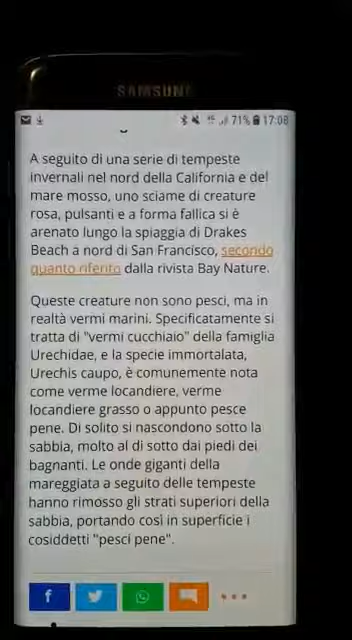 SAMSUNG
71% 17:08
A seguito di una serie di tempeste
invernali nel nord della California e del
mare mosso, uno sciame di creature
rosa, pulsanti e a forma fallica si è
arenato lungo la spiaggia di Drakes
Beach a nord di San Francisco, secondo
quanto riferito dalla rivista Bay Nature.
Queste creature non sono pesci, ma in
realtà vermi marini. Specificatamente si
tratta di "vermi cucchiaio" della famiglia
Urechidae, e la specie immortalata,
Urechis caupo, è comunemente nota
come verme locandiere, verme
locandiere grasso o appunto pesce
pene. Di solito si nascondono sotto la
sabbia, molto al di sotto dai piedi dei
bagnanti. Le onde giganti della
mareggiata a seguito delle tempeste
hanno rimosso gli strati superiori della
sabbia, portando così in superficie i
cosiddetti "pesci pene".